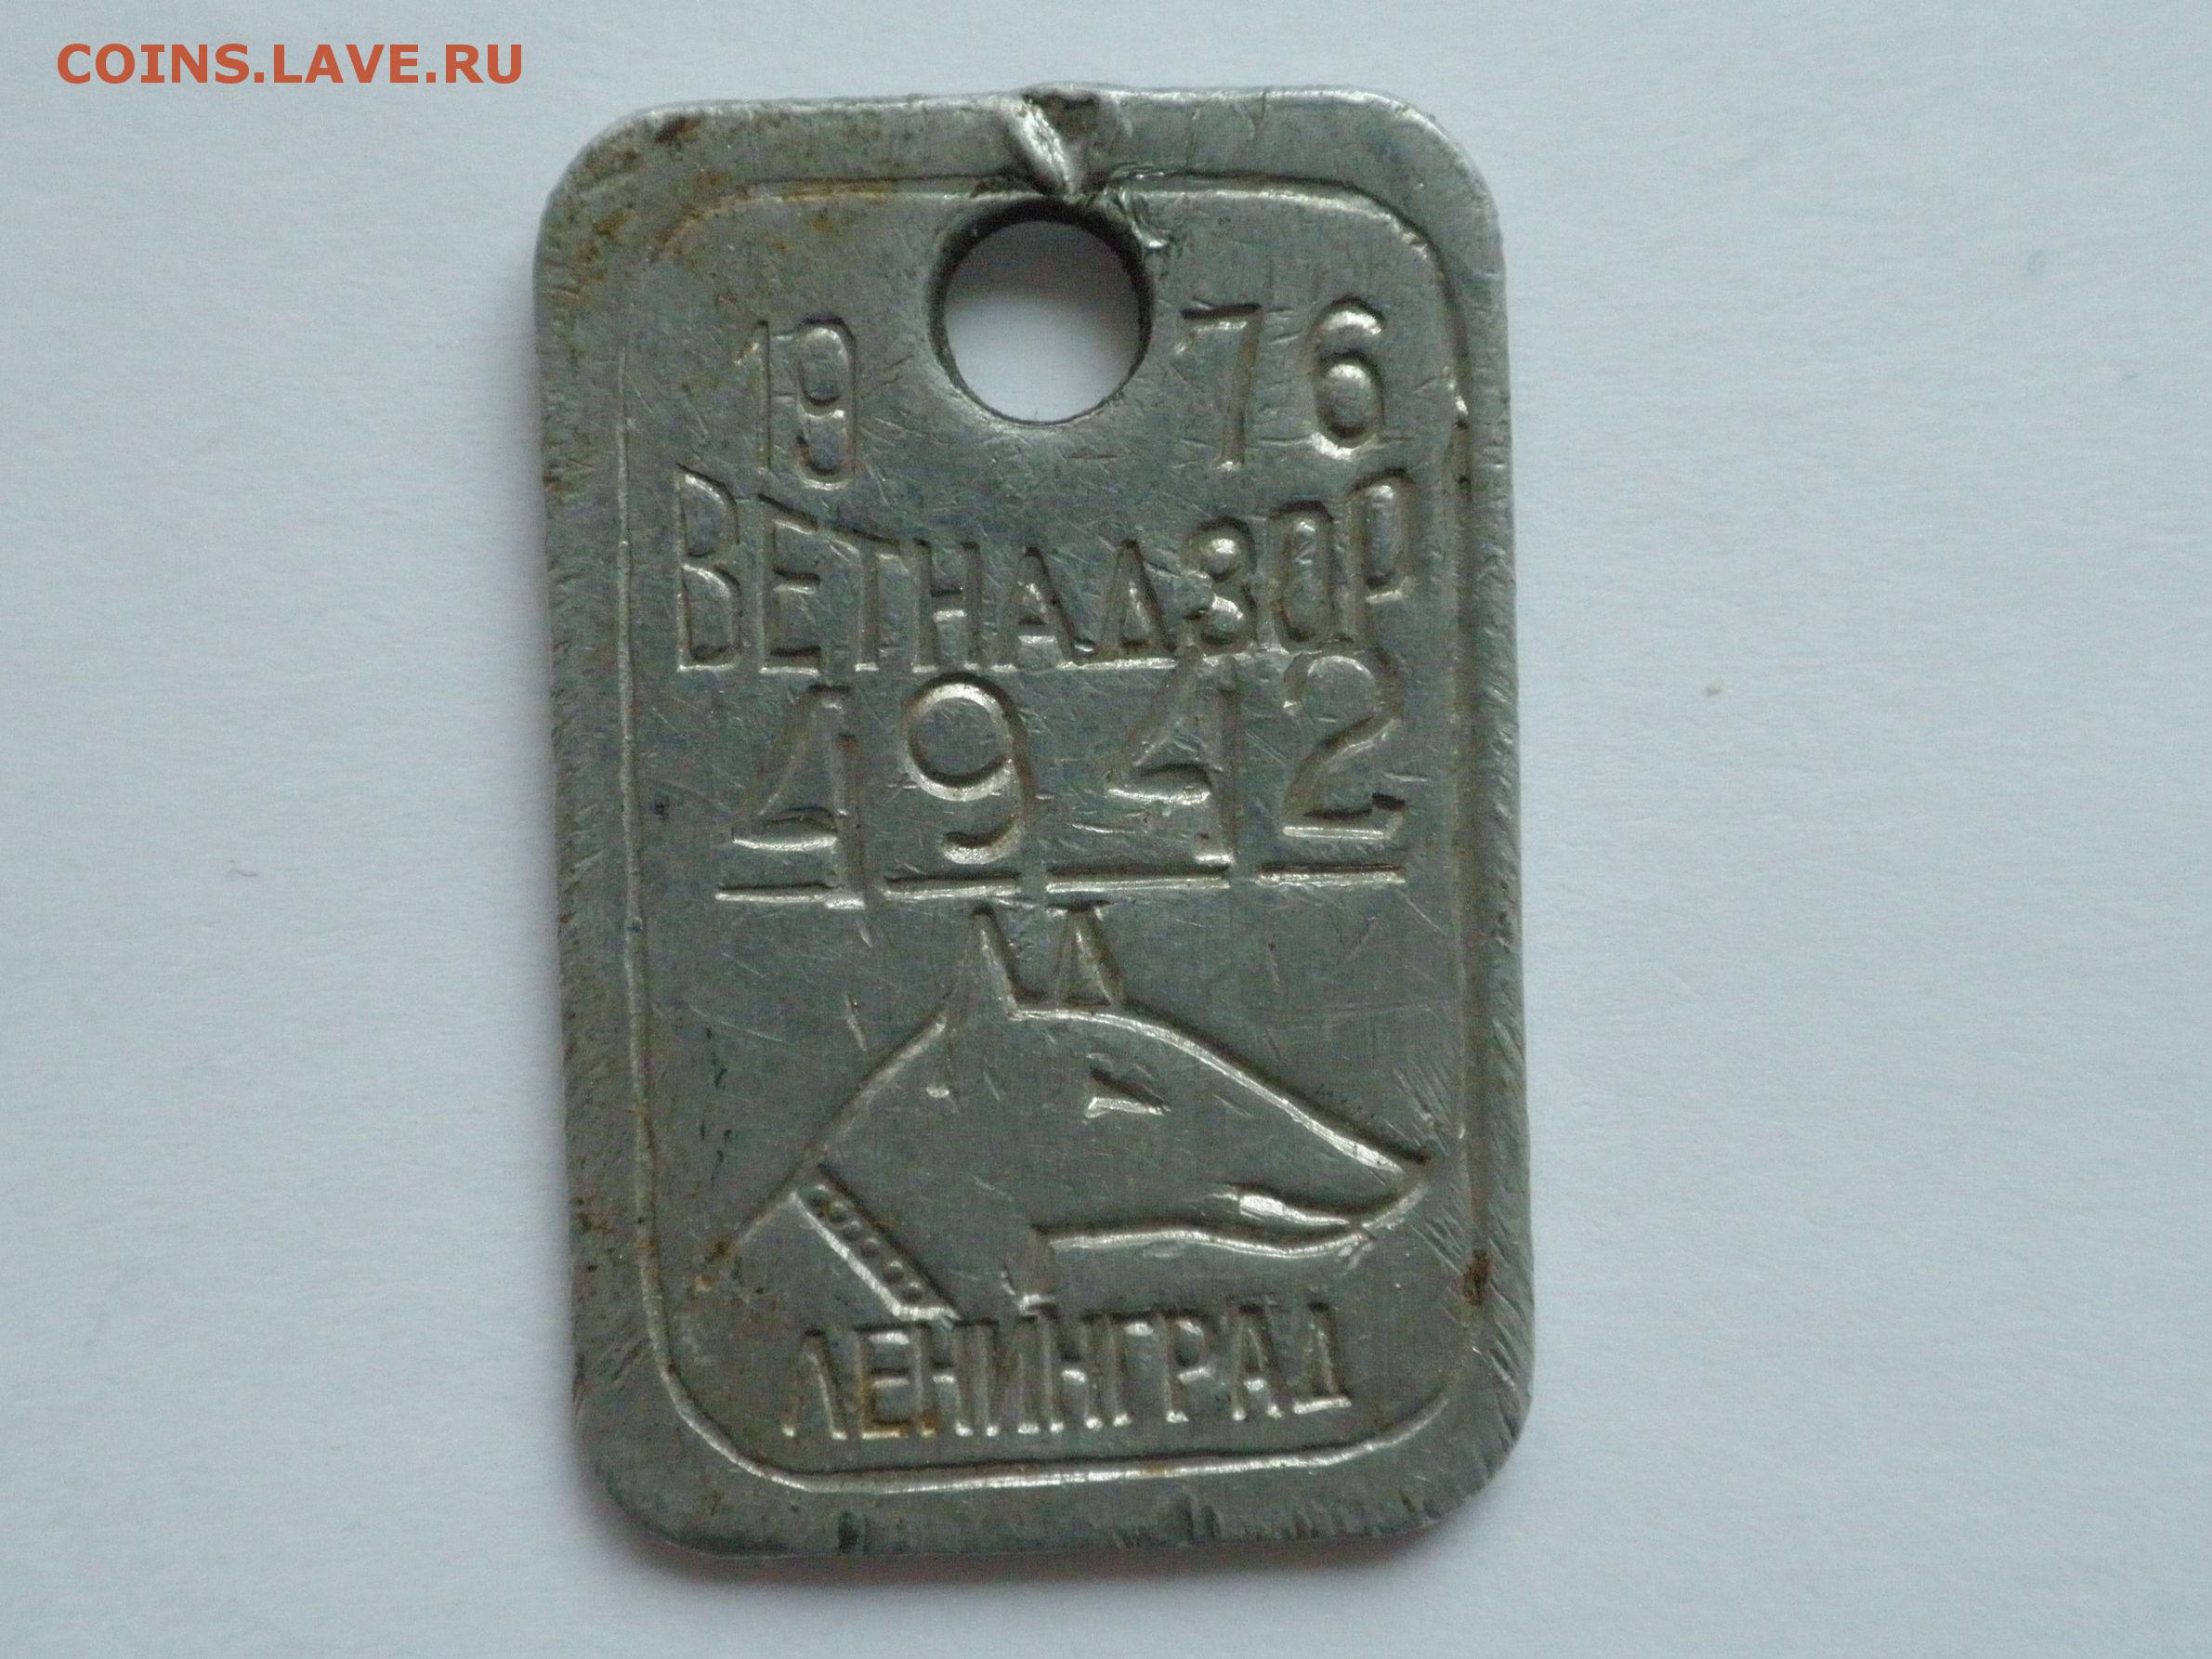 COINS.LAVE.RU
19 76
ВЕТНАДЗОР
4942
ЛЕНИНГРАД